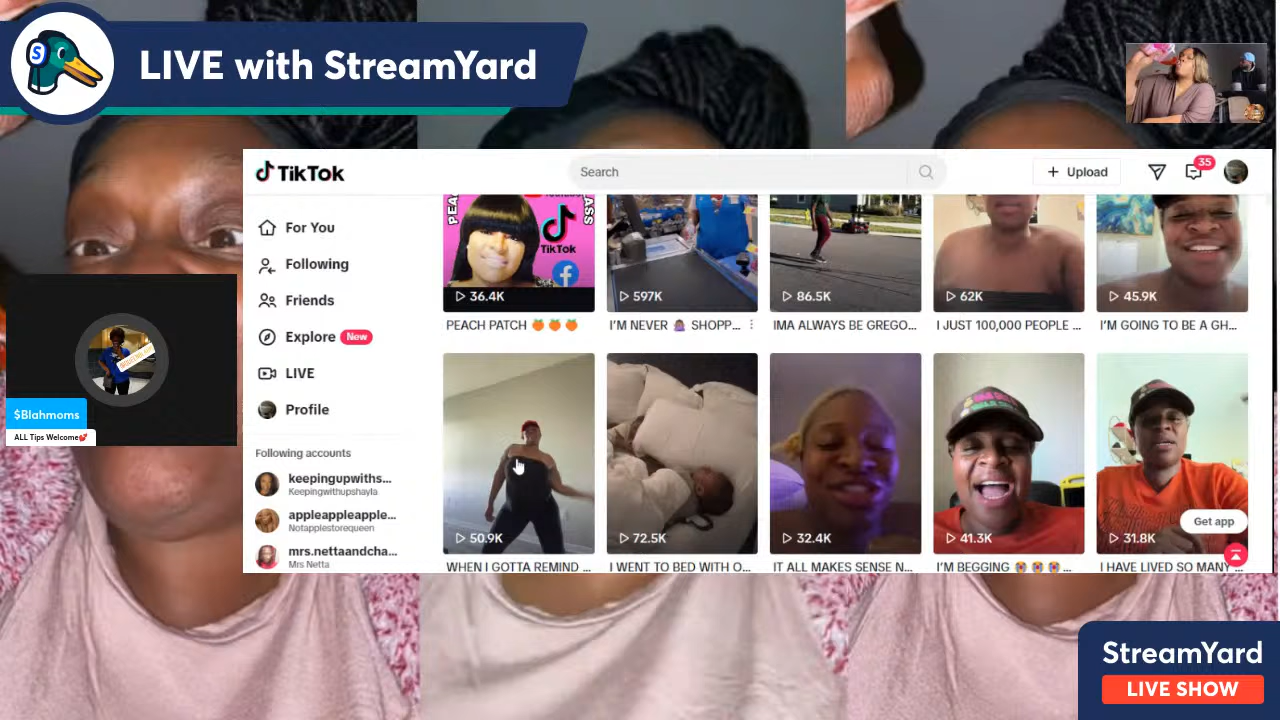 LIVE with StreamYard
TikTok
Search
+ Upload
35
For You
Following
Friends
Explore New
LIVE
Profile
Following accounts
keepingupwiths...
Keepingwithupshayla
appleappleapple...
Notapplestorequeen
mrs.nettaandcha...
Mrs Netta
PEA
ASS
TikTok
36.4K
597K
86.5K
62K
45.9K
PEACH PATCH 🍑 🍑 🍑
I'M NEVER 🤷🏾‍♀️ SHOPP...
IMA ALWAYS BE GREGO...
I JUST 100,000 PEOPLE ...
I'M GOING TO BE A GH...
50.9K
72.5K
32.4K
41.3K
31.8K
Get app
WHEN I GOTTA REMIND ...
I WENT TO BED WITH O...
IT ALL MAKES SENSE N...
I'M BEGGING 😭 😭 😭 ...
I HAVE LIVED SO MANY ...
$Blahmoms
ALL Tips Welcome💕
StreamYard
LIVE SHOW